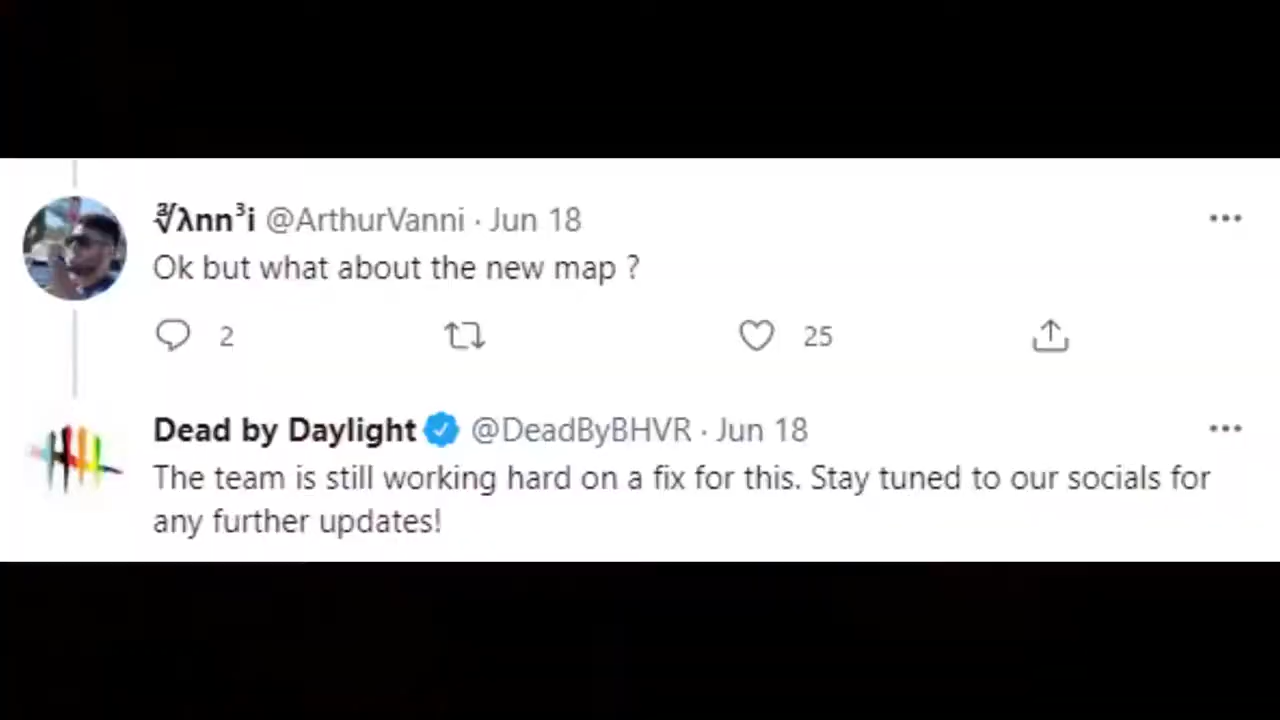 ∜λnn³i @ArthurVanni · Jun 18
Ok but what about the new map ?
2 25
Dead by Daylight @DeadByBHVR · Jun 18
The team is still working hard on a fix for this. Stay tuned to our socials for
any further updates!